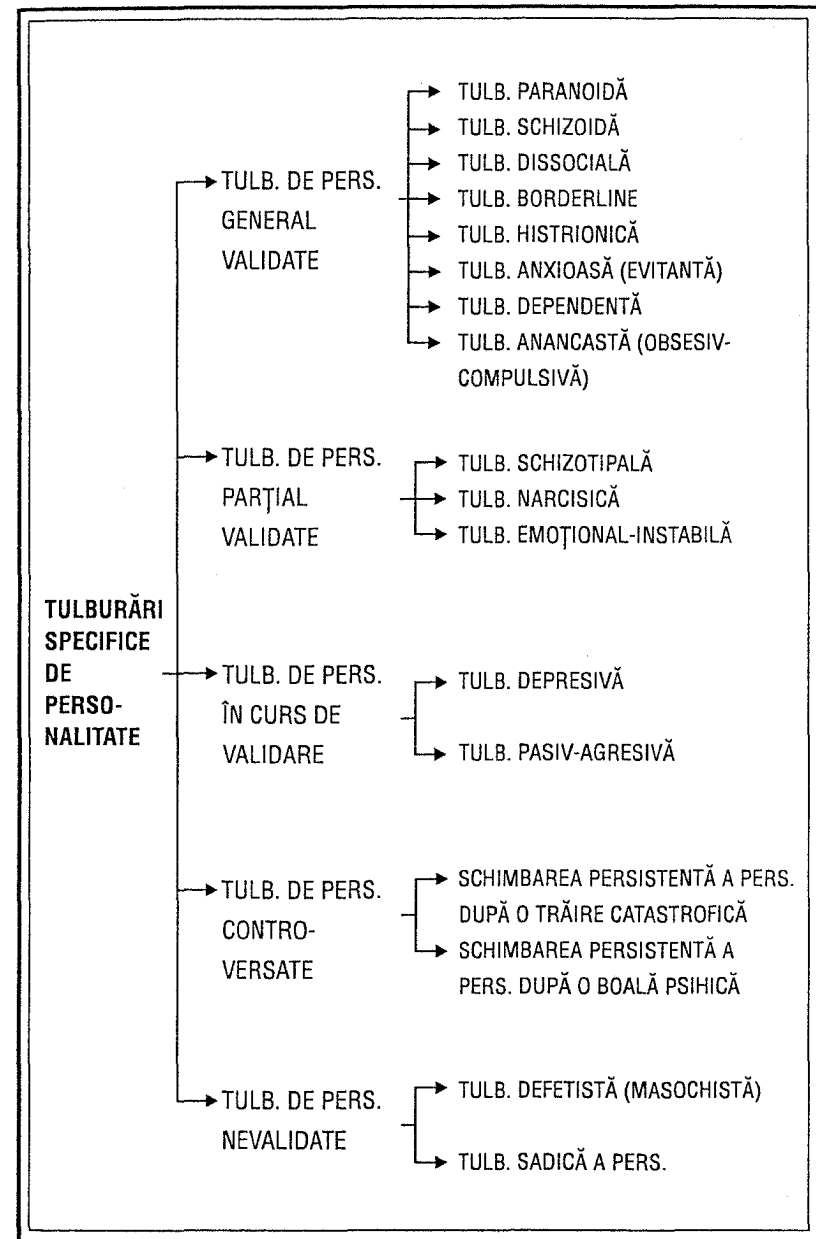 TULBURĂRI
SPECIFICE
DE
PERSO-
NALITATE
TULB. DE PERS.
GENERAL
VALIDATE
TULB. PARANOIDĂ
TULB. SCHIZOIDĂ
TULB. DISSOCIALĂ
TULB. BORDERLINE
TULB. HISTRIONICĂ
TULB. ANXIOASĂ (EVITANTĂ)
TULB. DEPENDENTĂ
TULB. ANANCASTĂ (OBSESIV-
COMPULSIVĂ)
TULB. DE PERS.
PARŢIAL
VALIDATE
TULB. SCHIZOTIPALĂ
TULB. NARCISICĂ
TULB. EMOŢIONAL-INSTABILĂ
TULB. DE PERS.
ÎN CURS DE
VALIDARE
TULB. DEPRESIVĂ
TULB. PASIV-AGRESIVĂ
TULB. DE PERS.
CONTRO-
VERSATE
SCHIMBAREA PERSISTENTĂ A PERS.
DUPĂ O TRĂIRE CATASTROFICĂ
SCHIMBAREA PERSISTENTĂ A
PERS. DUPĂ O BOALĂ PSIHICĂ
TULB. DE PERS.
NEVALIDATE
TULB. DEFETISTĂ (MASOCHISTĂ)
TULB. SADICĂ A PERS.